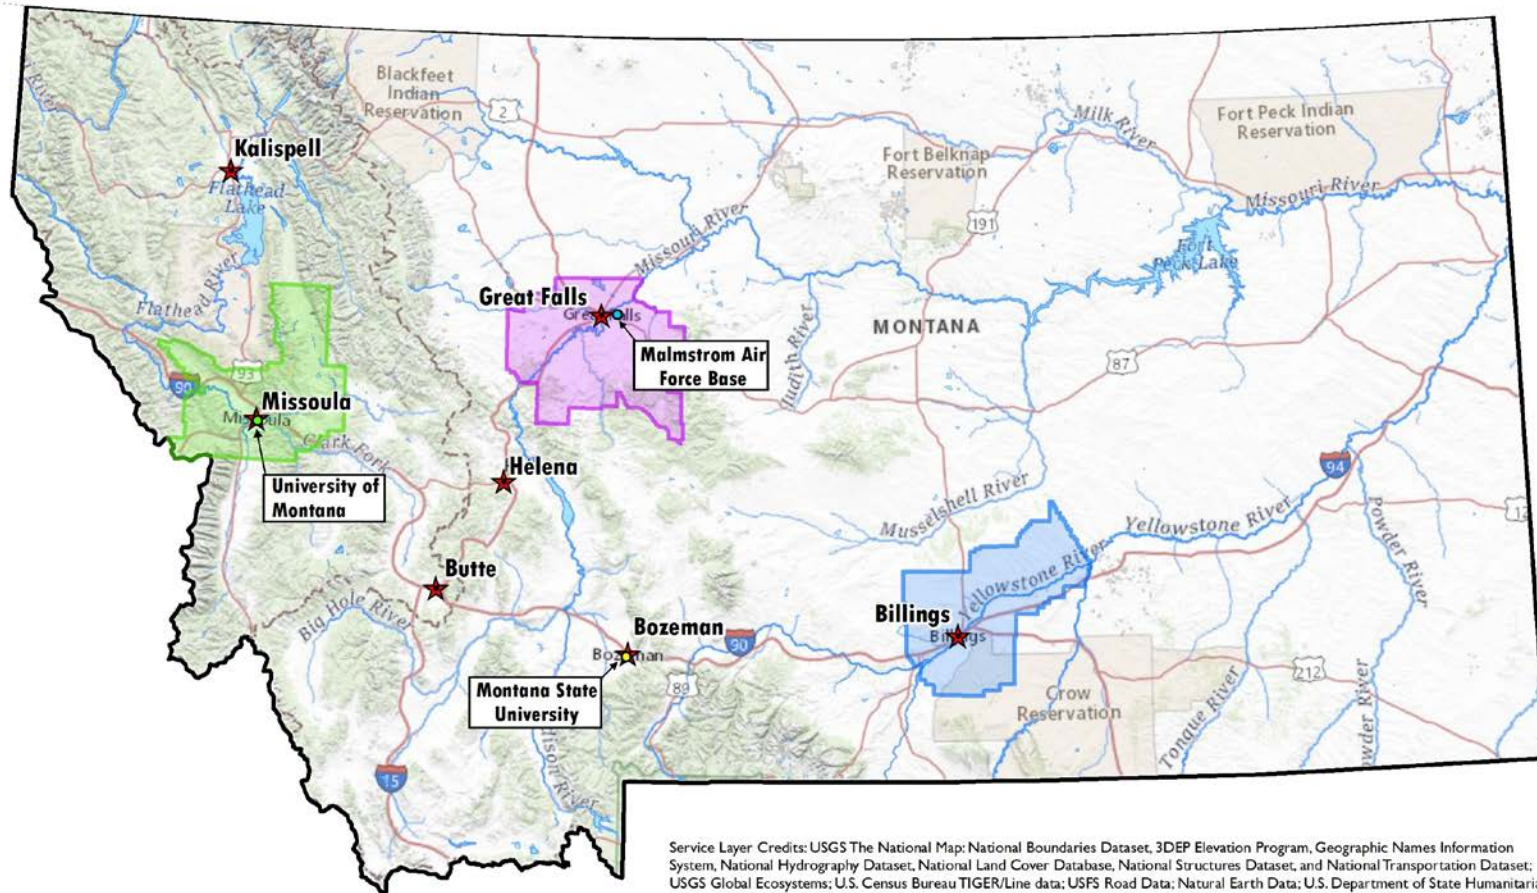 Blackfeet
Indian
Reservation
2
Fort Peck Indian
Reservation
Milk River
Kalispell
Fort Belknap
Reservation
Flathead
Lake
Missouri River
Missouri River
191
Fort
Peck Lake
Flathead River
Great Falls
MONTANA
Malmstrom Air
Force Base
Judith River
87
93
90
Missoula
Clark Fork
Helena
University of
Montana
94
Musselshell River
Yellowstone River
Powder River
12
Butte
Yellowstone River
Big Hole River
Billings
Bozeman
90
Montana State
University
89
Crow
Reservation
212
Tongue River
15
Service Layer Credits: USGS The National Map: National Boundaries Dataset, 3DEP Elevation Program, Geographic Names Information
System, National Hydrography Dataset, National Land Cover Database, National Structures Dataset, and National Transportation Dataset;
USGS Global Ecosystems; U.S. Census Bureau TIGER/Line data; USFS Road Data; Natural Earth Data; U.S. Department of State Humanitari